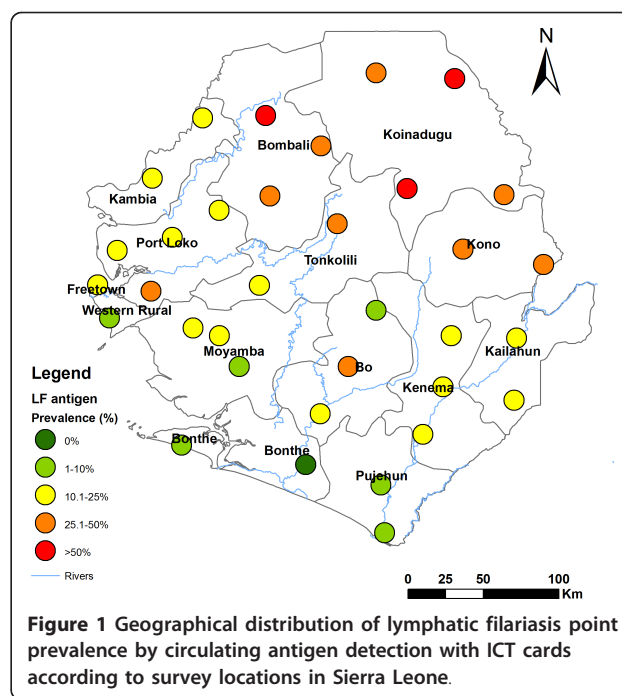 N
Koinadugu
Bombali
Kambia
Port Loko
Kono
Tonkolili
Freetown
Western Rural
Moyamba
Kailahun
Bo
Kenema
Legend
LF antigen
Prevalence (%)
0%
1-10%
10.1-25%
25.1-50%
>50%
Rivers
Bonthe
Bonthe
Pujehun
0 25 50 100
Km
Figure 1 Geographical distribution of lymphatic filariasis point
prevalence by circulating antigen detection with ICT cards
according to survey locations in Sierra Leone.